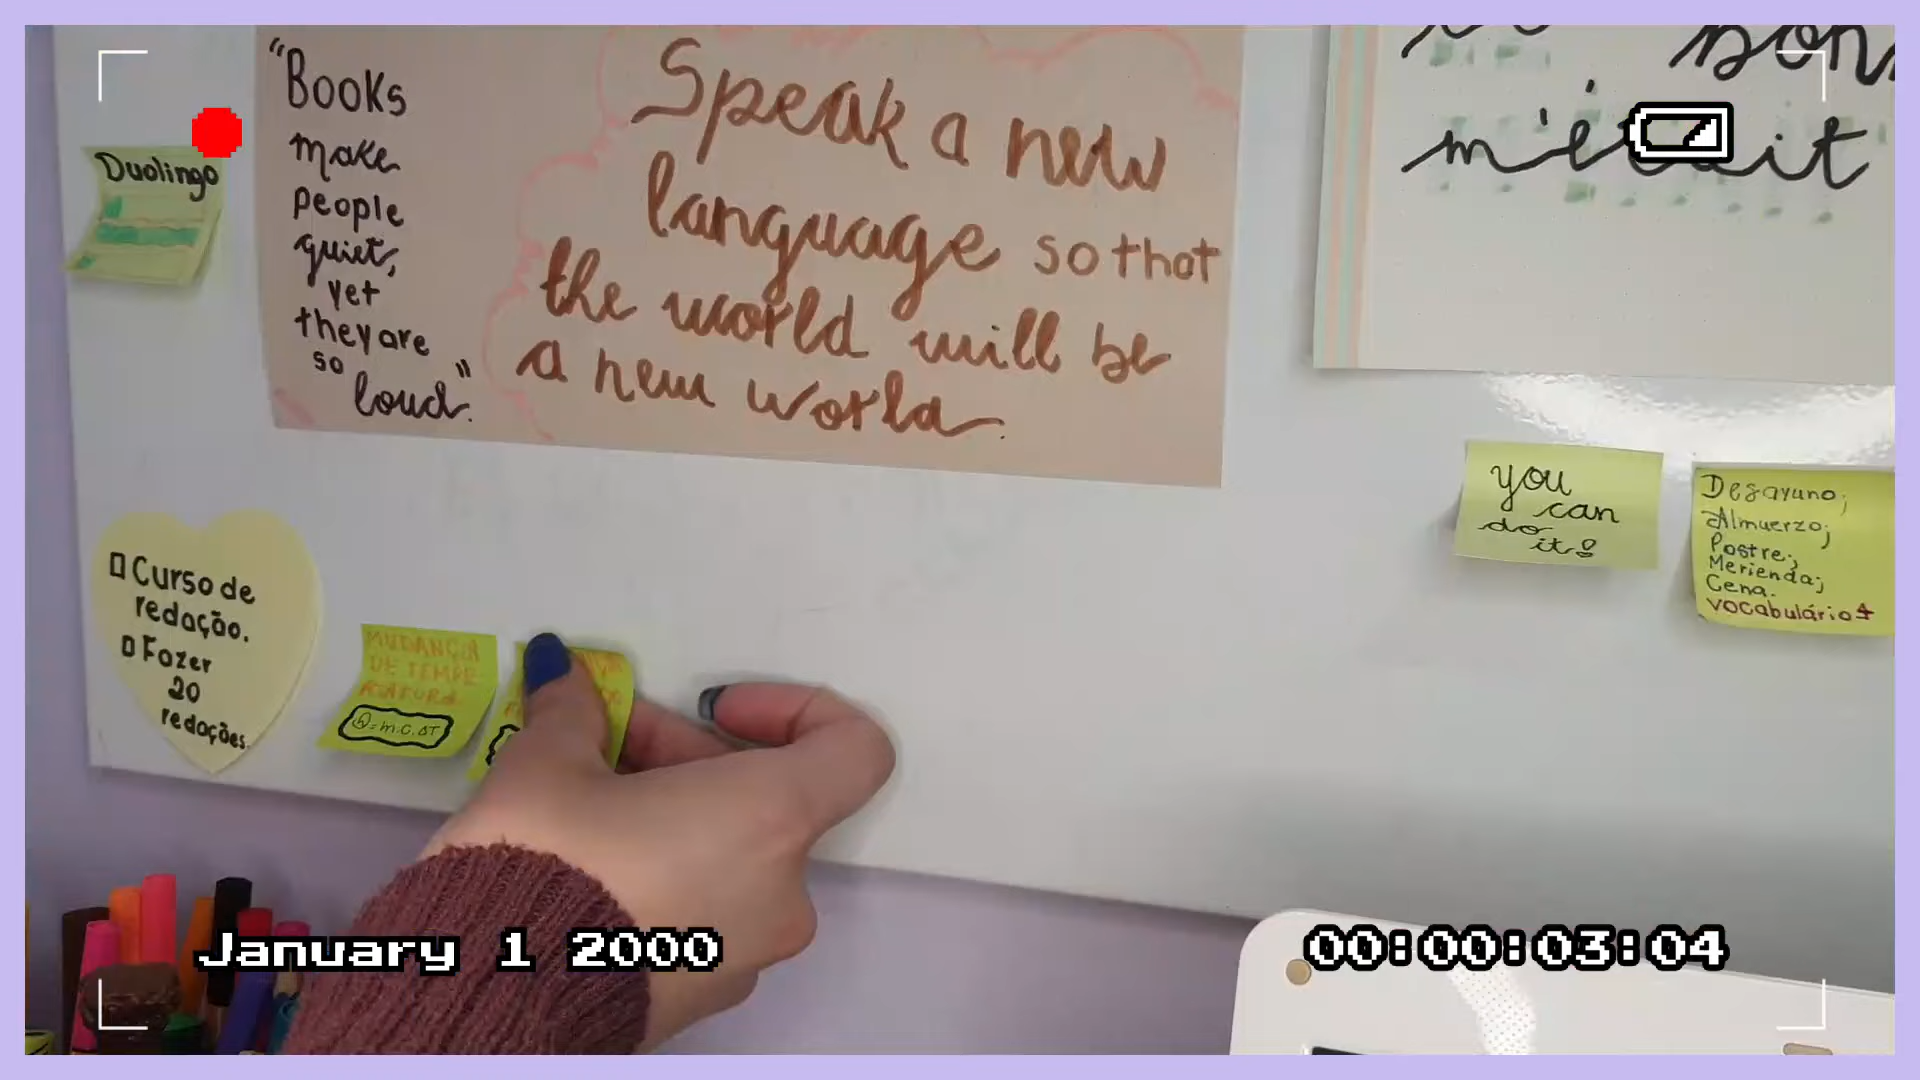 "Books
make
people
quiet,
yet
they are
so
loud."
Speak a new
language so that
the world will be
a new world.
son
m'était
Duolingo
you
can
do
it!
Desayuno;
Almuerzo;
Postre;
Merienda;
Cena.
vocabulário
Curso de
redação.
Fazer
20
redações.
MUDANÇA
DE TEMPE
RATURA
Q=m.C.ΔT
January 1 2000
00:00:03:04